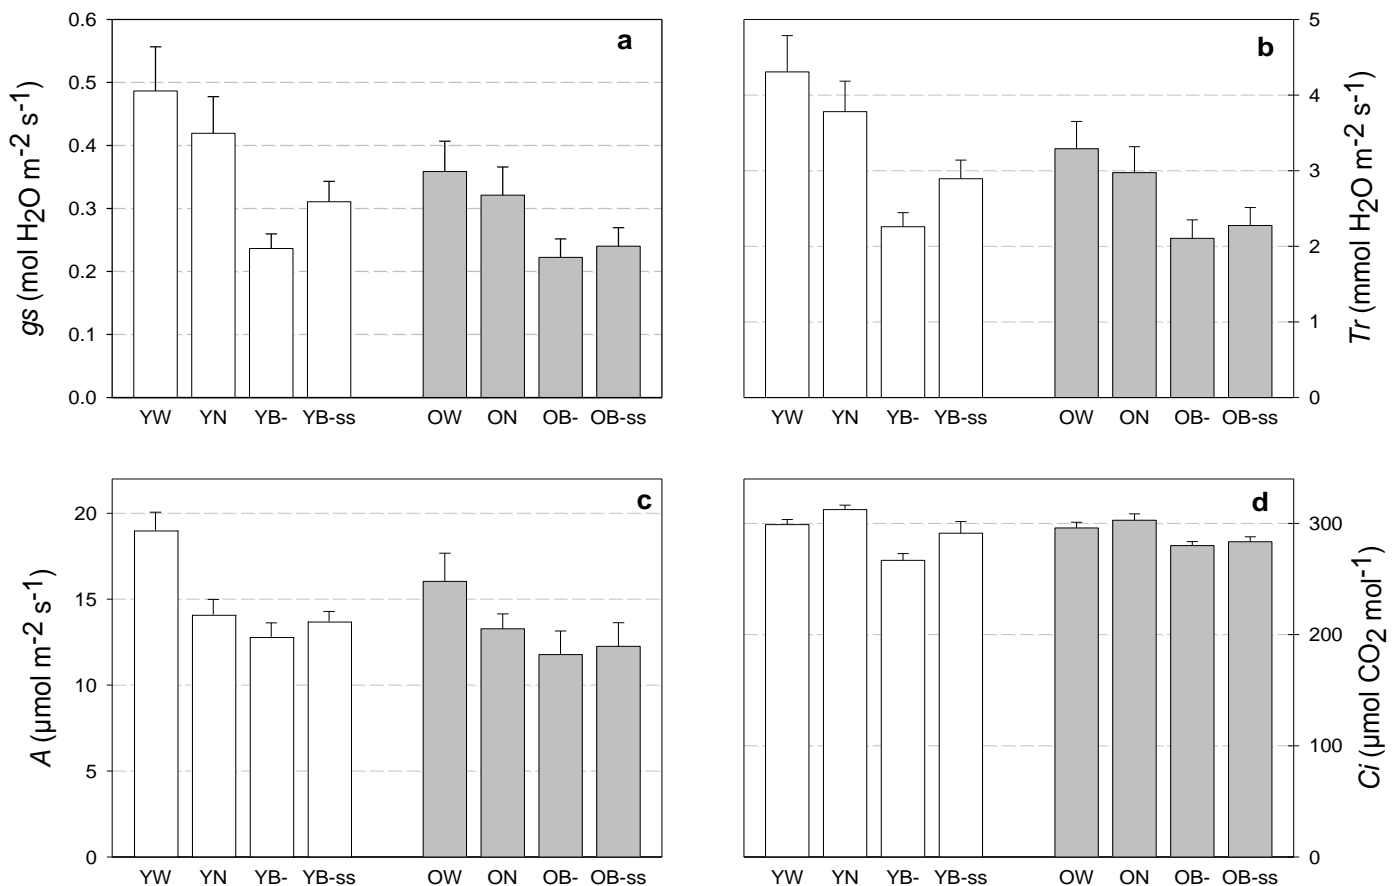 a
gs (mol H2O m-2 s-1)
0.6
0.5
0.4
0.3
0.2
0.1
0.0
YW YN YB- YB-ss OW ON OB- OB-ss
b
Tr (mmol H2O m-2 s-1)
5
4
3
2
1
0
YW YN YB- YB-ss OW ON OB- OB-ss
c
A (µmol m-2 s-1)
20
15
10
5
0
YW YN YB- YB-ss OW ON OB- OB-ss
d
Ci (µmol CO2 mol-1)
300
200
100
0
YW YN YB- YB-ss OW ON OB- OB-ss